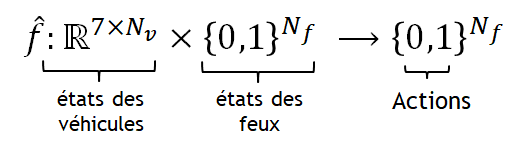 f̂: ℝ^{7×N_v} × {0,1}^{N_f} ⟶ {0,1}^{N_f}
états des véhicules
états des feux
Actions